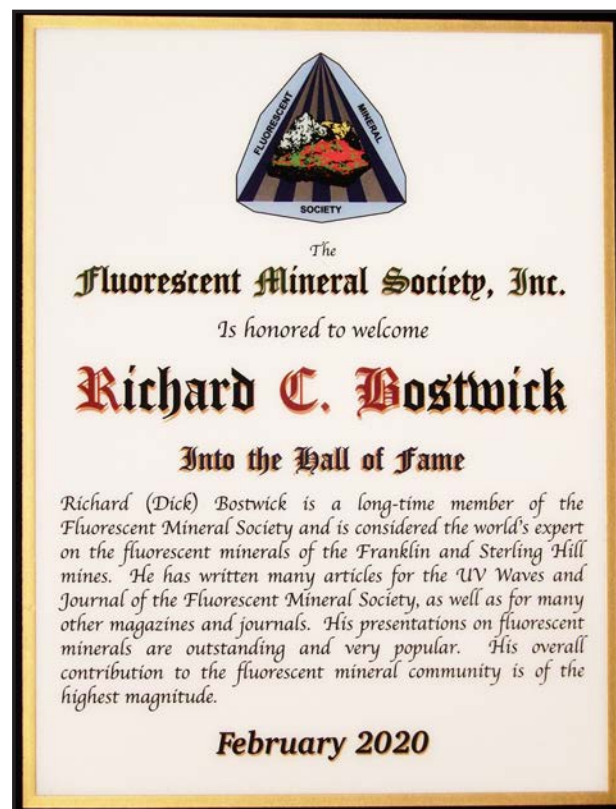 FLUORESCENT
MINERAL
SOCIETY
The
Fluorescent Mineral Society, Inc.
Is honored to welcome
Richard C. Bostwick
Into the Hall of Fame
Richard (Dick) Bostwick is a long-time member of the
Fluorescent Mineral Society and is considered the world's expert
on the fluorescent minerals of the Franklin and Sterling Hill
mines. He has written many articles for the UV Waves and
Journal of the Fluorescent Mineral Society, as well as for many
other magazines and journals. His presentations on fluorescent
minerals are outstanding and very popular. His overall
contribution to the fluorescent mineral community is of the
highest magnitude.
February 2020